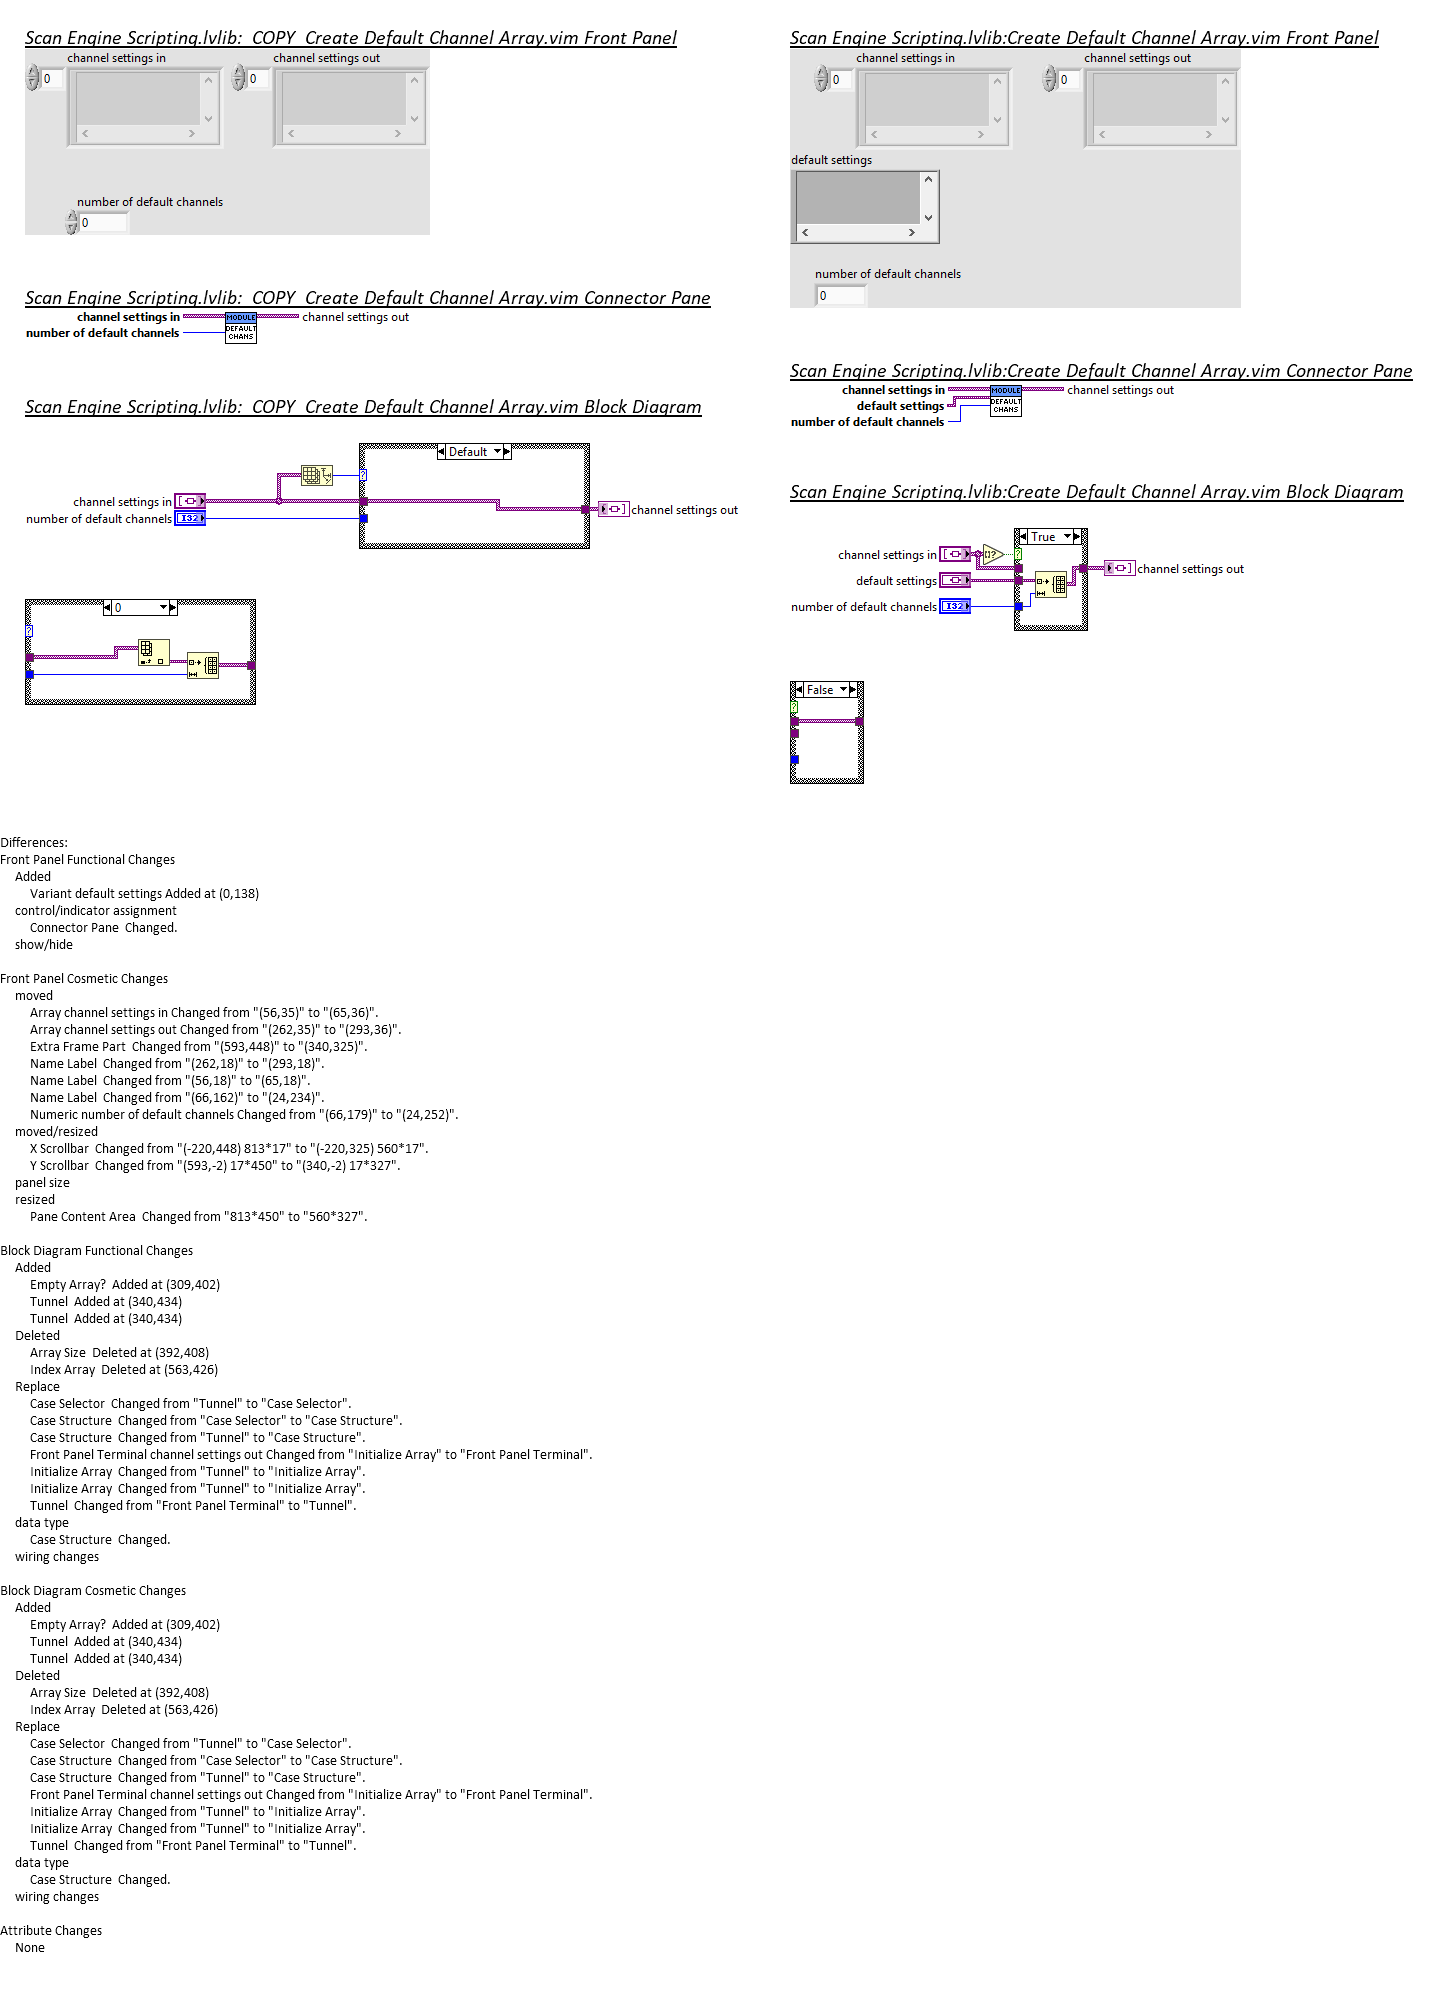 Scan Engine Scripting.lvlib:_COPY_Create Default Channel Array.vim Front Panel
channel settings in
channel settings out
0
0
number of default channels
0
Scan Engine Scripting.lvlib:_COPY_Create Default Channel Array.vim Connector Pane
channel settings in
MODULE
channel settings out
number of default channels
DEFAULT
CHANS
Scan Engine Scripting.lvlib:_COPY_Create Default Channel Array.vim Block Diagram
Default
?
channel settings in
channel settings out
number of default channels
I32
0
?
Scan Engine Scripting.lvlib:Create Default Channel Array.vim Front Panel
channel settings in
channel settings out
0
0
default settings
number of default channels
0
Scan Engine Scripting.lvlib:Create Default Channel Array.vim Connector Pane
channel settings in
MODULE
channel settings out
default settings
DEFAULT
CHANS
number of default channels
Scan Engine Scripting.lvlib:Create Default Channel Array.vim Block Diagram
True
channel settings in
?
?
default settings
channel settings out
number of default channels
I32
False
?
Differences:
Front Panel Functional Changes
Added
Variant default settings Added at (0,138)
control/indicator assignment
Connector Pane  Changed.
show/hide
Front Panel Cosmetic Changes
moved
Array channel settings in Changed from "(56,35)" to "(65,36)".
Array channel settings out Changed from "(262,35)" to "(293,36)".
Extra Frame Part  Changed from "(593,448)" to "(340,325)".
Name Label  Changed from "(262,18)" to "(293,18)".
Name Label  Changed from "(56,18)" to "(65,18)".
Name Label  Changed from "(66,162)" to "(24,234)".
Numeric number of default channels Changed from "(66,179)" to "(24,252)".
moved/resized
X Scrollbar  Changed from "(-220,448) 813*17" to "(-220,325) 560*17".
Y Scrollbar  Changed from "(593,-2) 17*450" to "(340,-2) 17*327".
panel size
resized
Pane Content Area  Changed from "813*450" to "560*327".
Block Diagram Functional Changes
Added
Empty Array?  Added at (309,402)
Tunnel  Added at (340,434)
Tunnel  Added at (340,434)
Deleted
Array Size  Deleted at (392,408)
Index Array  Deleted at (563,426)
Replace
Case Selector  Changed from "Tunnel" to "Case Selector".
Case Structure  Changed from "Case Selector" to "Case Structure".
Case Structure  Changed from "Tunnel" to "Case Structure".
Front Panel Terminal channel settings out Changed from "Initialize Array" to "Front Panel Terminal".
Initialize Array  Changed from "Tunnel" to "Initialize Array".
Initialize Array  Changed from "Tunnel" to "Initialize Array".
Tunnel  Changed from "Front Panel Terminal" to "Tunnel".
data type
Case Structure  Changed.
wiring changes
Block Diagram Cosmetic Changes
Added
Empty Array?  Added at (309,402)
Tunnel  Added at (340,434)
Tunnel  Added at (340,434)
Deleted
Array Size  Deleted at (392,408)
Index Array  Deleted at (563,426)
Replace
Case Selector  Changed from "Tunnel" to "Case Selector".
Case Structure  Changed from "Case Selector" to "Case Structure".
Case Structure  Changed from "Tunnel" to "Case Structure".
Front Panel Terminal channel settings out Changed from "Initialize Array" to "Front Panel Terminal".
Initialize Array  Changed from "Tunnel" to "Initialize Array".
Initialize Array  Changed from "Tunnel" to "Initialize Array".
Tunnel  Changed from "Front Panel Terminal" to "Tunnel".
data type
Case Structure  Changed.
wiring changes
Attribute Changes
None